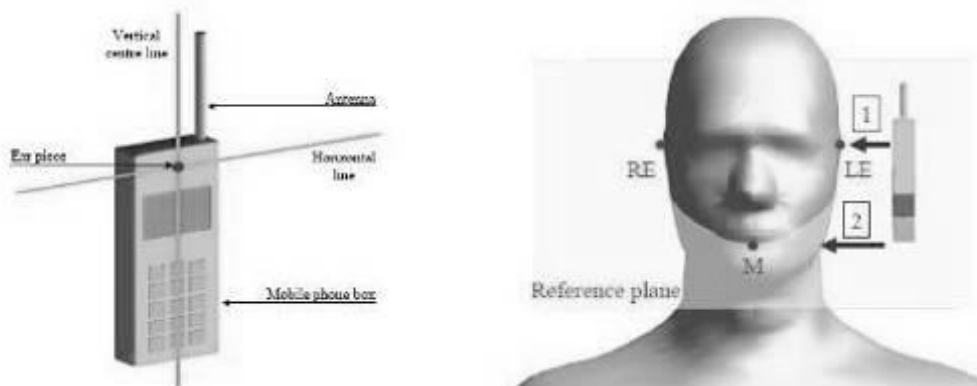 Vertical
centre line
Antenna
Ear piece
Horizontal
line
Mobile phone box
1
RE
LE
2
M
Reference plane